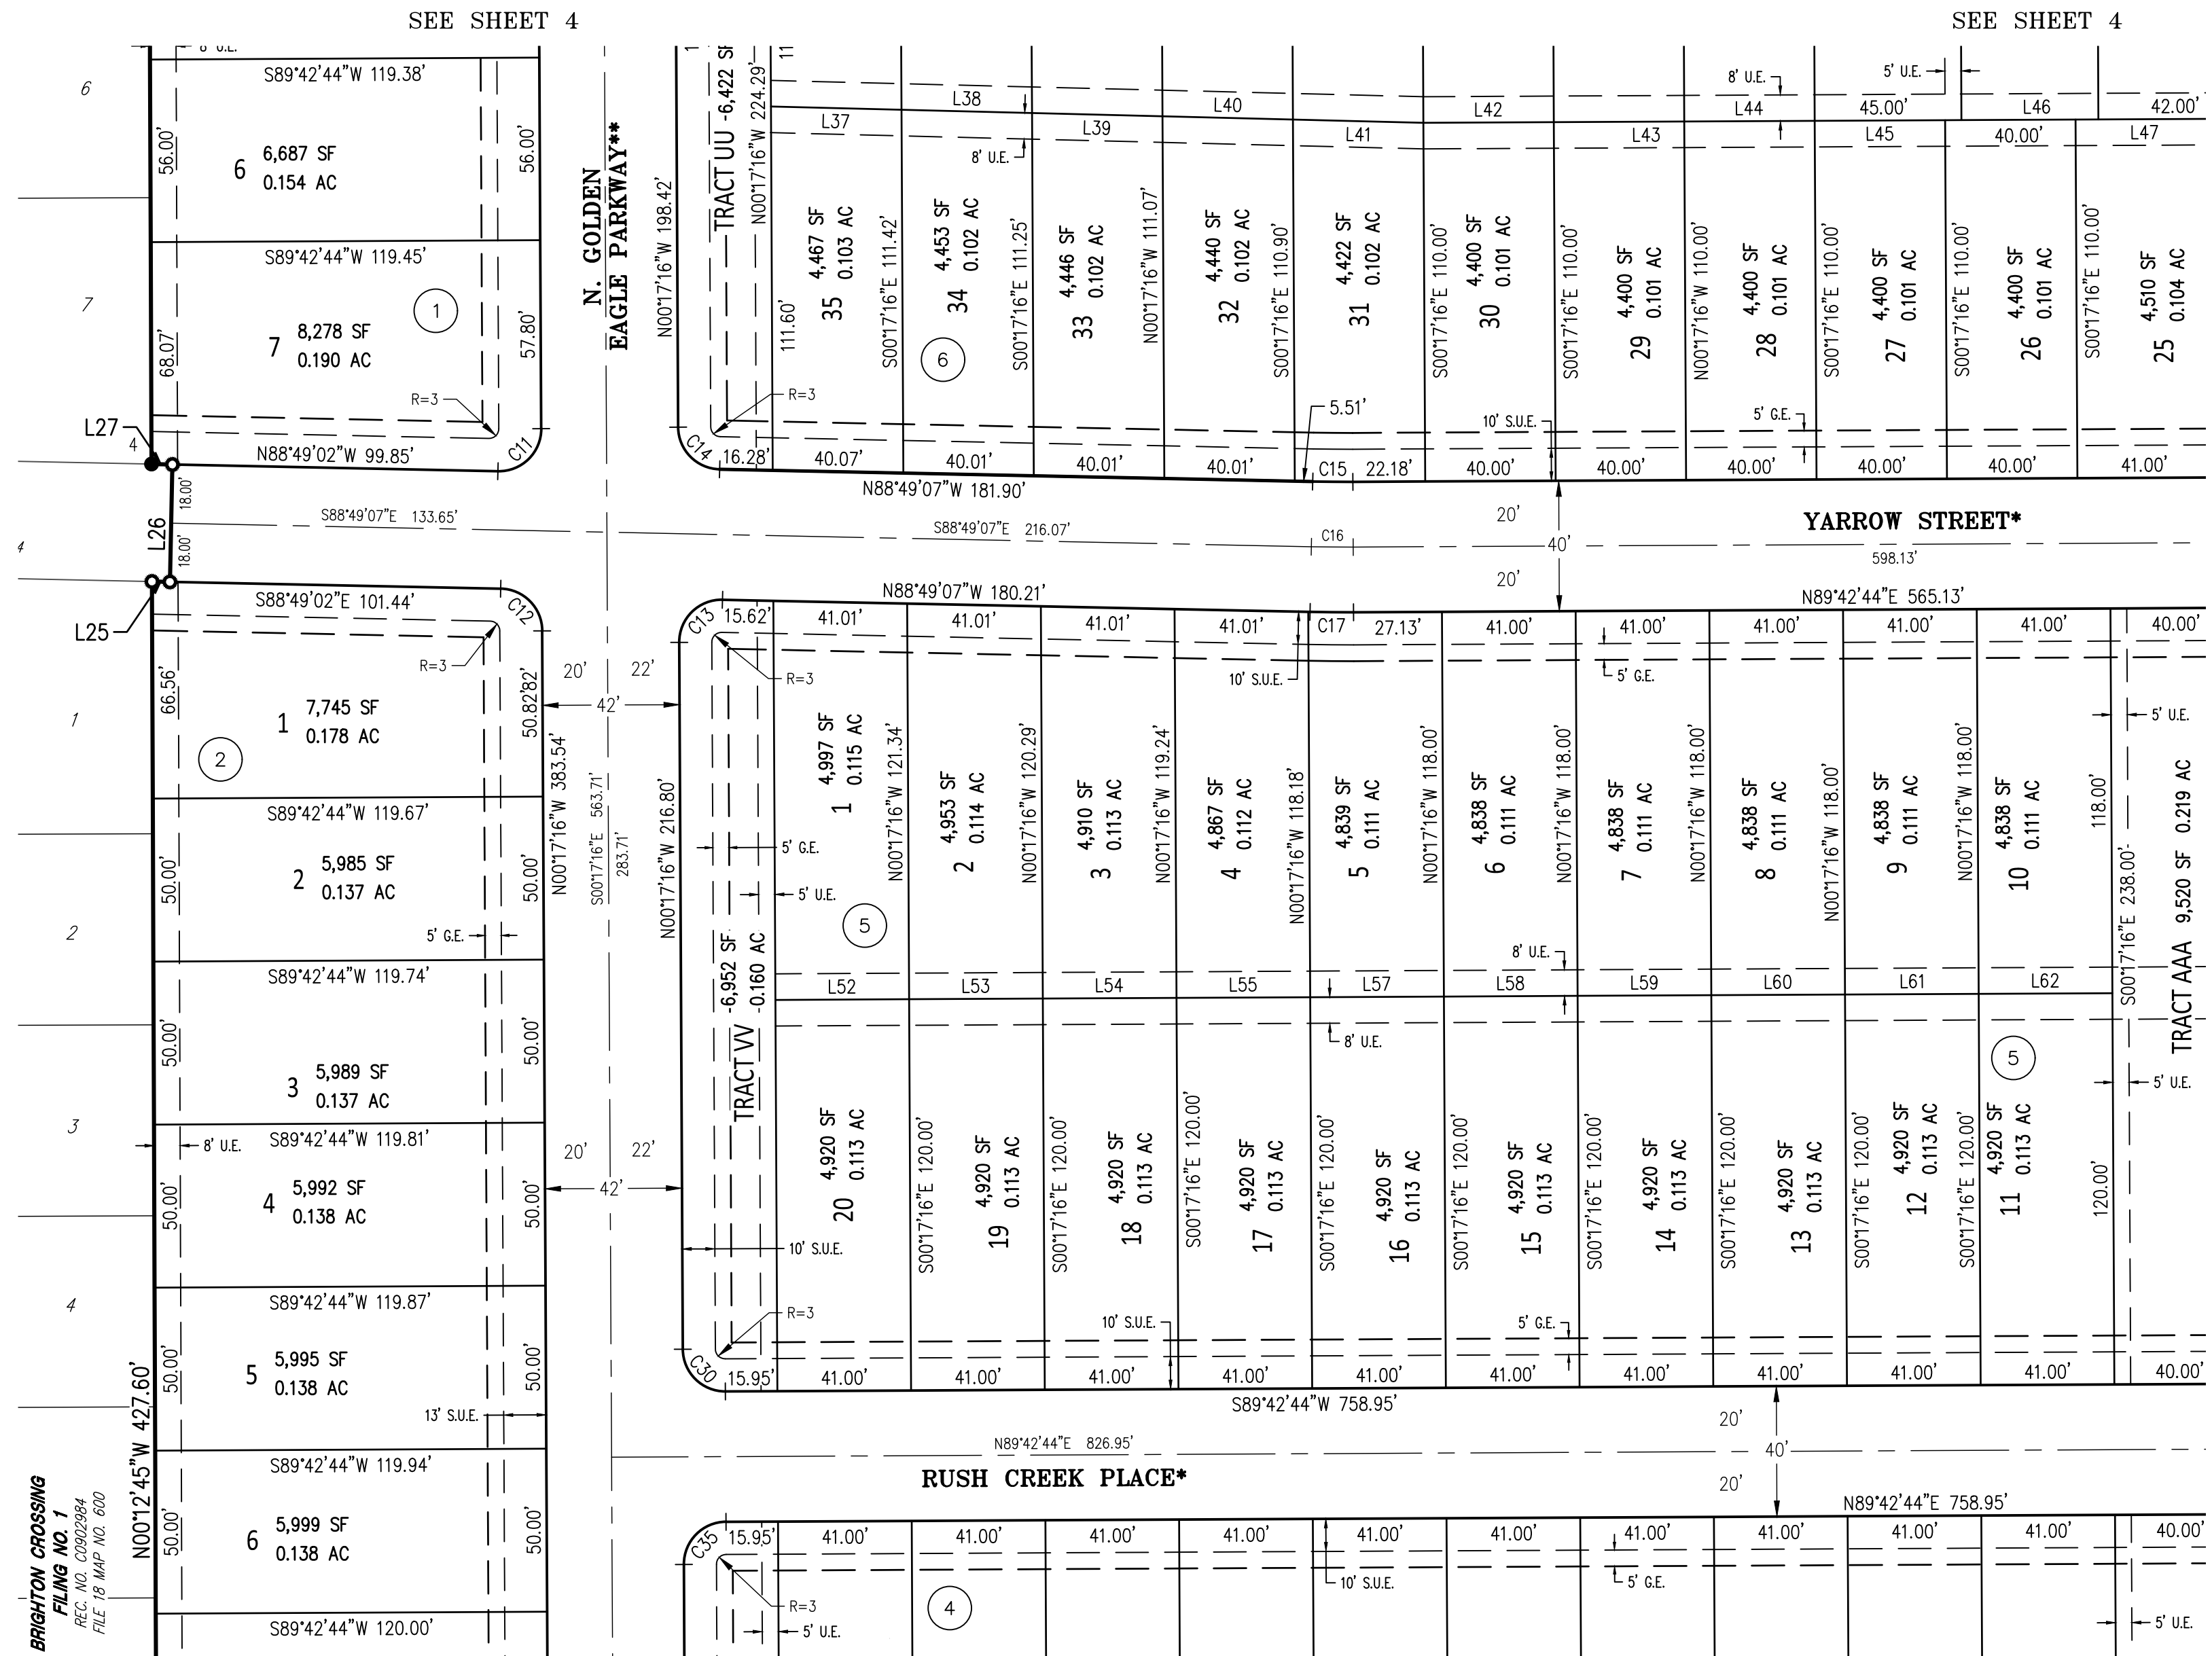 SEE SHEET 4
SEE SHEET 4
8' U.E.
6
S89°42'44"W 119.38'
56.00'
6
6,687 SF
0.154 AC
56.00'
S89°42'44"W 119.45'
7
68.07'
7
8,278 SF
0.190 AC
1
57.80'
R=3
L27
4
N88°49'02"W 99.85'
C11
N. GOLDEN
EAGLE PARKWAY**
N00°17'16"W 198.42'
TRACT UU
6,422 SF
N00°17'16"W 224.29'
L37
L38
L39
L40
L41
L42
L43
L44
45.00'
L45
L46
40.00'
42.00'
L47
8' U.E.
8' U.E.
5' U.E.
111.60'
35
4,467 SF
0.103 AC
S00°17'16"E 111.42'
34
4,453 SF
0.102 AC
6
S00°17'16"E 111.25'
33
4,446 SF
0.102 AC
N00°17'16"W 111.07'
32
4,440 SF
0.102 AC
S00°17'16"E 110.90'
31
4,422 SF
0.102 AC
S00°17'16"E 110.00'
30
4,400 SF
0.101 AC
S00°17'16"E 110.00'
29
4,400 SF
0.101 AC
N00°17'16"W 110.00'
28
4,400 SF
0.101 AC
S00°17'16"E 110.00'
27
4,400 SF
0.101 AC
S00°17'16"E 110.00'
26
4,400 SF
0.101 AC
S00°17'16"E 110.00'
25
4,510 SF
0.104 AC
R=3
5.51'
10' S.U.E.
5' G.E.
C14
16.28'
40.07'
40.01'
40.01'
40.01'
C15
22.18'
40.00'
40.00'
40.00'
40.00'
40.00'
41.00'
N88°49'07"W 181.90'
18.00'
L26
18.00'
4
S88°49'07"E 133.65'
S88°49'07"E 216.07'
C16
20'
40'
20'
YARROW STREET*
598.13'
L25
S88°49'02"E 101.44'
C12
N88°49'07"W 180.21'
N89°42'44"E 565.13'
C13
15.62'
41.01'
41.01'
41.01'
41.01'
C17
27.13'
41.00'
41.00'
41.00'
41.00'
41.00'
40.00'
R=3
R=3
10' S.U.E.
5' G.E.
5' U.E.
1
66.56'
1
7,745 SF
0.178 AC
2
50.82'82'
20'
22'
42'
N00°17'16"W 383.54'
S00°17'16"E 563.71'
283.71'
N00°17'16"W 216.80'
S89°42'44"W 119.67'
2
50.00'
2
5,985 SF
0.137 AC
50.00'
5' G.E.
S89°42'44"W 119.74'
50.00'
3
5,989 SF
0.137 AC
50.00'
3
S89°42'44"W 119.81'
8' U.E.
50.00'
4
5,992 SF
0.138 AC
50.00'
20'
22'
42'
4
S89°42'44"W 119.87'
50.00'
5
5,995 SF
0.138 AC
50.00'
13' S.U.E.
S89°42'44"W 119.94'
50.00'
6
5,999 SF
0.138 AC
50.00'
S89°42'44"W 120.00'
N00°12'45"W 427.60'
BRIGHTON CROSSING
FILING NO. 1
REC. NO. C0902984
FILE 18 MAP NO. 600
5' G.E.
5' U.E.
TRACT VV
6,952 SF
0.160 AC
5
1
4,997 SF
0.115 AC
N00°17'16"W 121.34'
2
4,953 SF
0.114 AC
N00°17'16"W 120.29'
3
4,910 SF
0.113 AC
N00°17'16"W 119.24'
4
4,867 SF
0.112 AC
N00°17'16"W 118.18'
5
4,839 SF
0.111 AC
N00°17'16"W 118.00'
6
4,838 SF
0.111 AC
N00°17'16"W 118.00'
7
4,838 SF
0.111 AC
N00°17'16"W 118.00'
8
4,838 SF
0.111 AC
N00°17'16"W 118.00'
9
4,838 SF
0.111 AC
N00°17'16"W 118.00'
10
4,838 SF
0.111 AC
118.00'
S00°17'16"E 238.00'
TRACT AAA 9,520 SF 0.219 AC
8' U.E.
L52
L53
L54
L55
L57
L58
L59
L60
L61
L62
8' U.E.
5
5' U.E.
20
4,920 SF
0.113 AC
S00°17'16"E 120.00'
19
4,920 SF
0.113 AC
S00°17'16"E 120.00'
18
4,920 SF
0.113 AC
S00°17'16"E 120.00'
17
4,920 SF
0.113 AC
S00°17'16"E 120.00'
16
4,920 SF
0.113 AC
S00°17'16"E 120.00'
15
4,920 SF
0.113 AC
S00°17'16"E 120.00'
14
4,920 SF
0.113 AC
S00°17'16"E 120.00'
13
4,920 SF
0.113 AC
S00°17'16"E 120.00'
12
4,920 SF
0.113 AC
S00°17'16"E 120.00'
11
4,920 SF
0.113 AC
120.00'
10' S.U.E.
R=3
10' S.U.E.
5' G.E.
C30
15.95'
41.00'
41.00'
41.00'
41.00'
41.00'
41.00'
41.00'
41.00'
41.00'
41.00'
40.00'
S89°42'44"W 758.95'
N89°42'44"E 826.95'
RUSH CREEK PLACE*
20'
40'
20'
N89°42'44"E 758.95'
C35
15.95'
41.00'
41.00'
41.00'
41.00'
41.00'
41.00'
41.00'
41.00'
41.00'
41.00'
40.00'
R=3
5' U.E.
4
10' S.U.E.
5' G.E.
5' U.E.